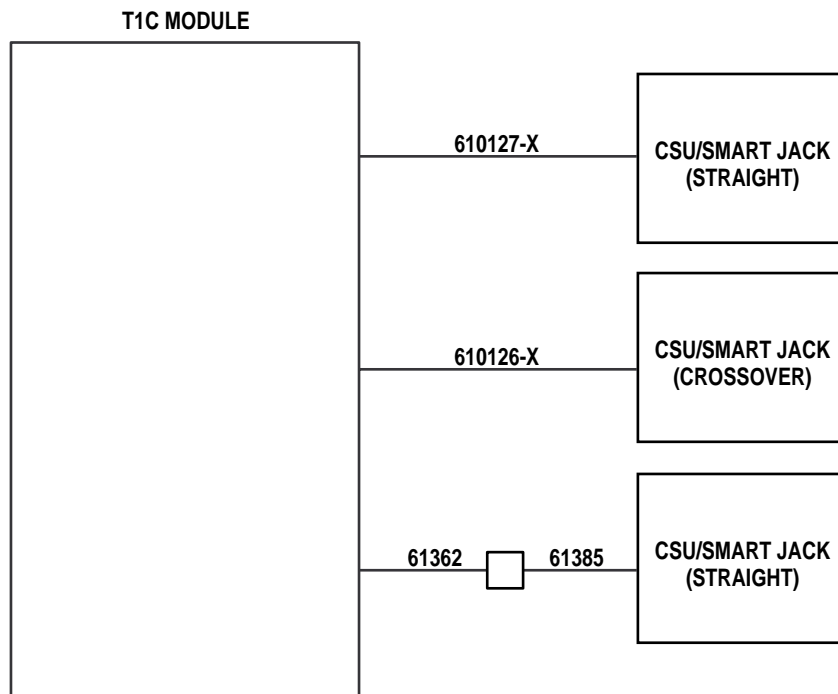 T1C MODULE
610127-X
CSU/SMART JACK
(STRAIGHT)
610126-X
CSU/SMART JACK
(CROSSOVER)
61362
61385
CSU/SMART JACK
(STRAIGHT)